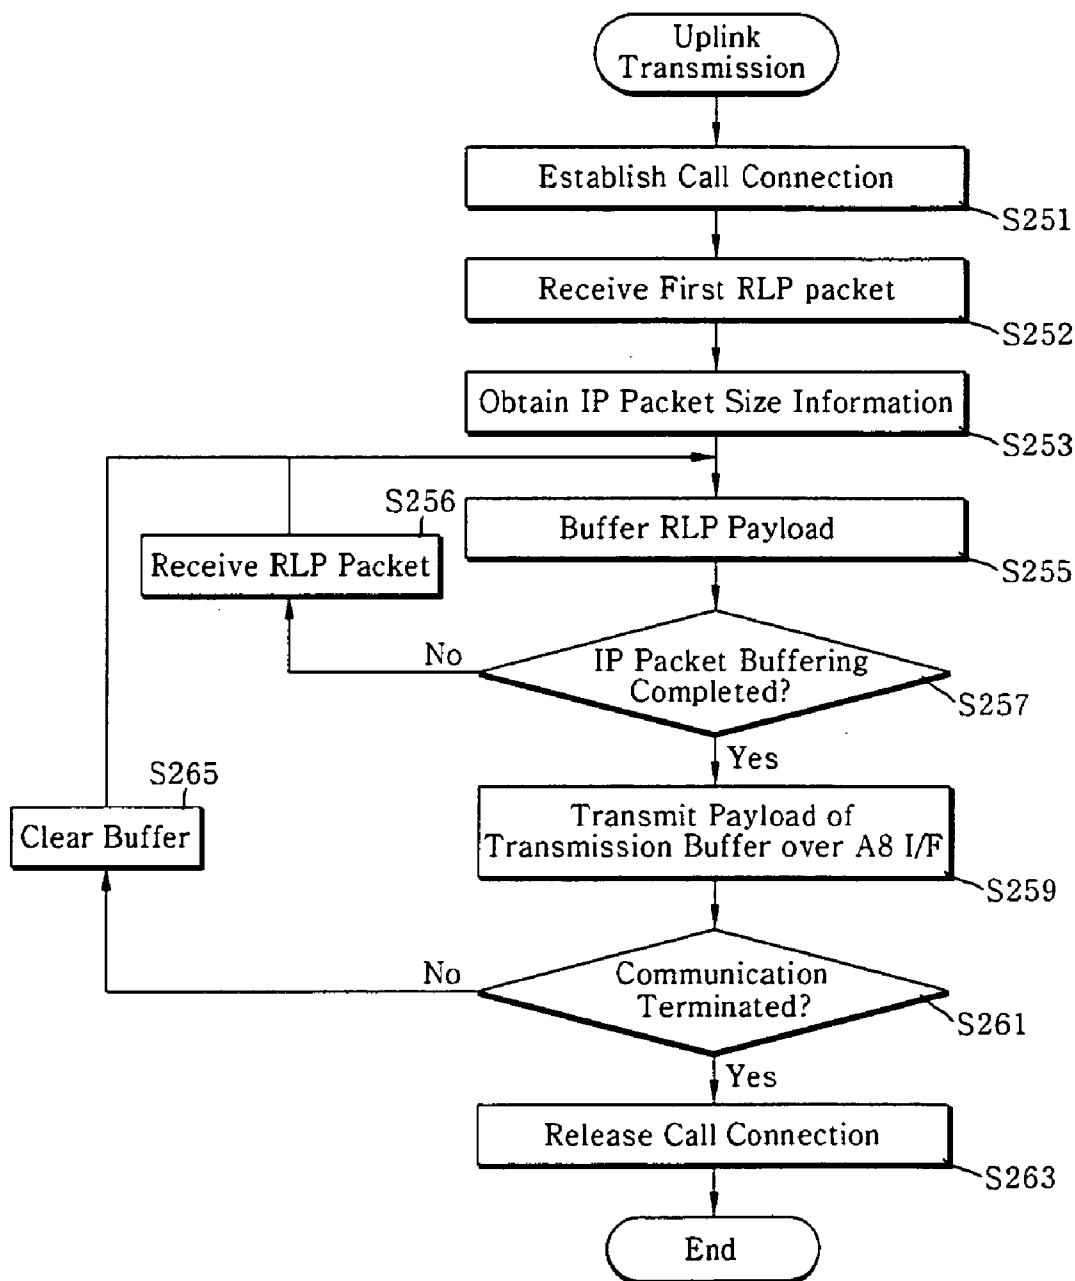 Uplink
Transmission
Establish Call Connection
S251
Receive First RLP packet
S252
Obtain IP Packet Size Information
S253
S256
Receive RLP Packet
Buffer RLP Payload
S255
No
IP Packet Buffering
Completed?
S257
Yes
S265
Clear Buffer
Transmit Payload of
Transmission Buffer over A8 I/F
S259
No
Communication
Terminated?
S261
Yes
Release Call Connection
S263
End